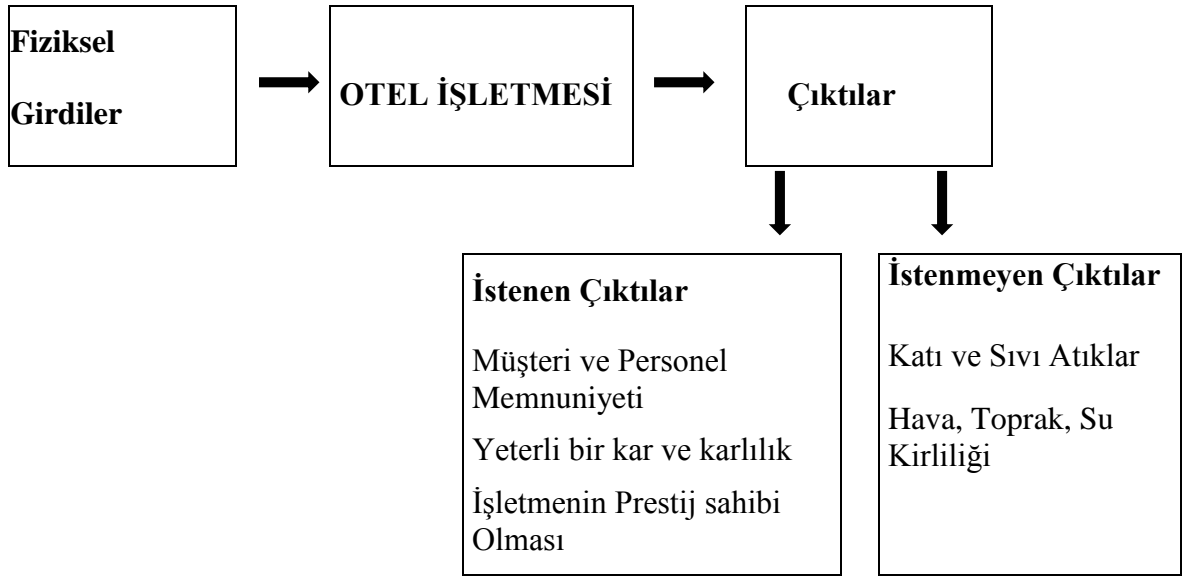 Fiziksel
Girdiler
OTEL İŞLETMESİ
Çıktılar
İstenen Çıktılar
Müşteri ve Personel
Memnuniyeti
Yeterli bir kar ve karlılık
İşletmenin Prestij sahibi
Olması
İstenmeyen Çıktılar
Katı ve Sıvı Atıklar
Hava, Toprak, Su
Kirliliği